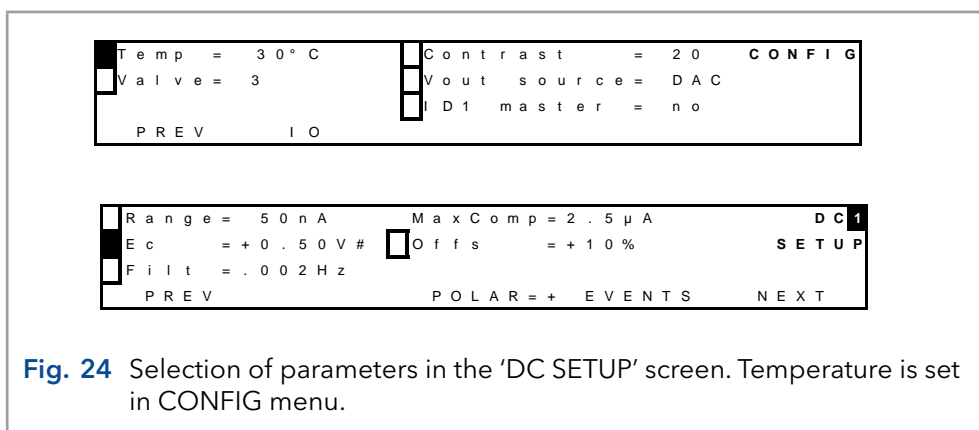 Temp = 30°C Contrast = 20 CONFIG
Valve= 3 Vout source= DAC
ID1 master = no
PREV IO
Range= 50nA MaxComp=2.5µA DC1
Ec =+0.50V# Offs =+10% SETUP
Filt =.002Hz
PREV POLAR=+ EVENTS NEXT
Fig. 24 Selection of parameters in the ‘DC SETUP’ screen. Temperature is set
in CONFIG menu.